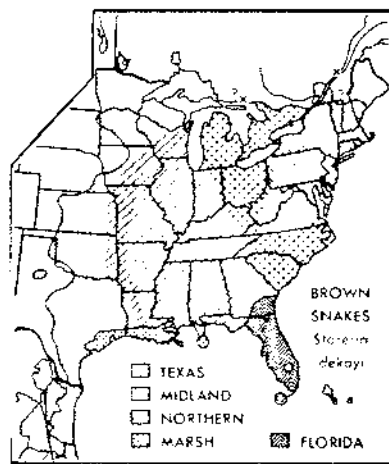 BROWN
SNAKES
Storeria
dekayi
TEXAS
MIDLAND
NORTHERN
MARSH
FLORIDA